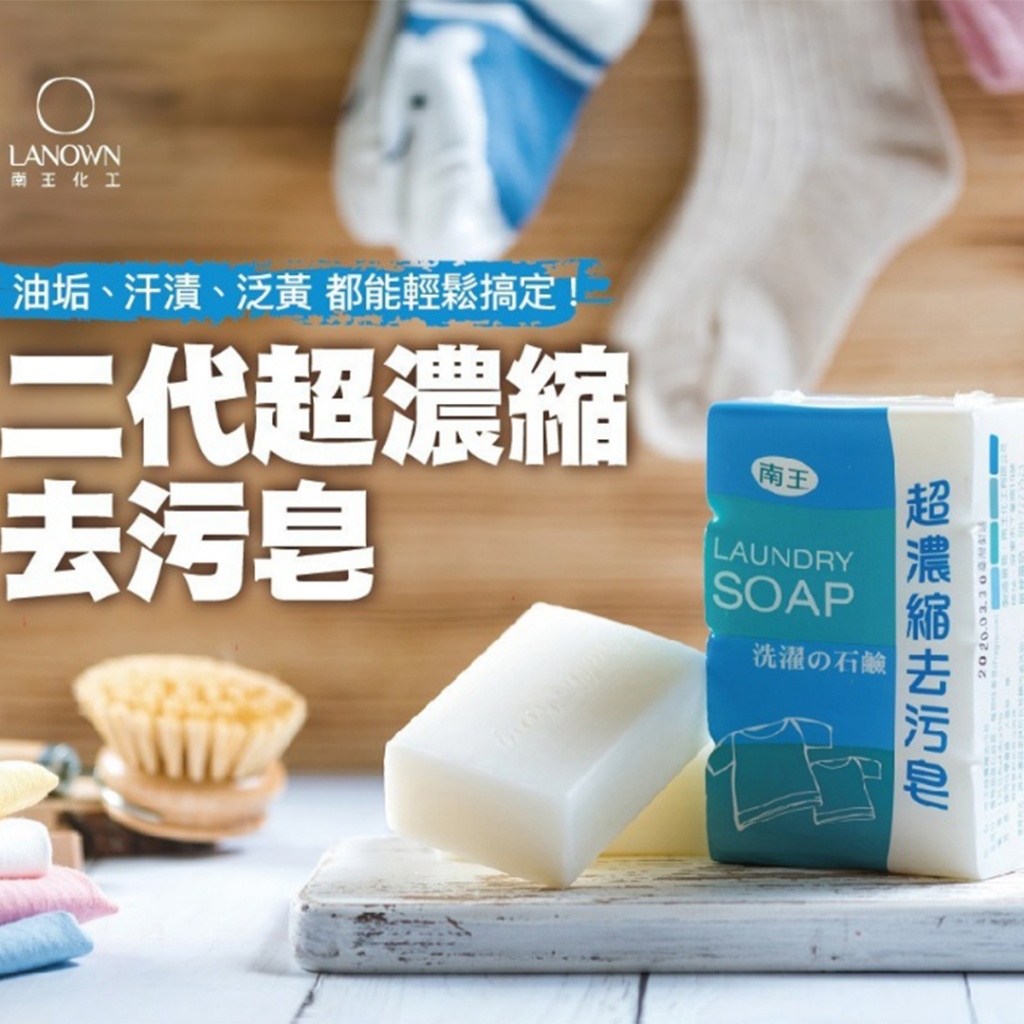 LANOWN
南王化工
油垢、汗漬、泛黃 都能輕鬆搞定！
二代超濃縮
去污皂
南王
LAUNDRY
SOAP
洗濯の石鹼
超濃縮去污皂